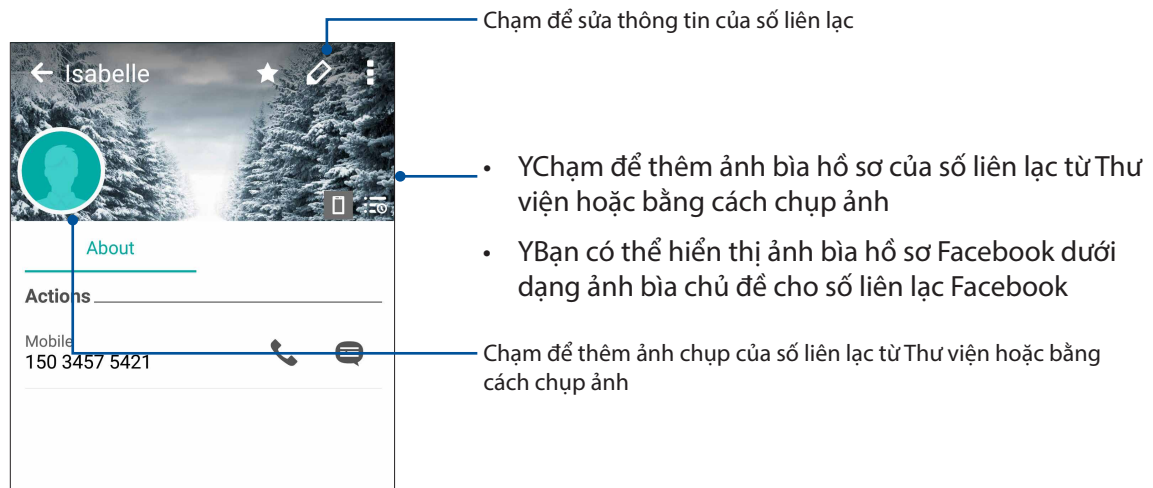 Chạm để sửa thông tin của số liên lạc
Isabelle
• YChạm để thêm ảnh bìa hồ sơ của số liên lạc từ Thư
viện hoặc bằng cách chụp ảnh
• YBạn có thể hiển thị ảnh bìa hồ sơ Facebook dưới
dạng ảnh bìa chủ đề cho số liên lạc Facebook
About
Actions
Mobile
150 3457 5421
Chạm để thêm ảnh chụp của số liên lạc từ Thư viện hoặc bằng
cách chụp ảnh